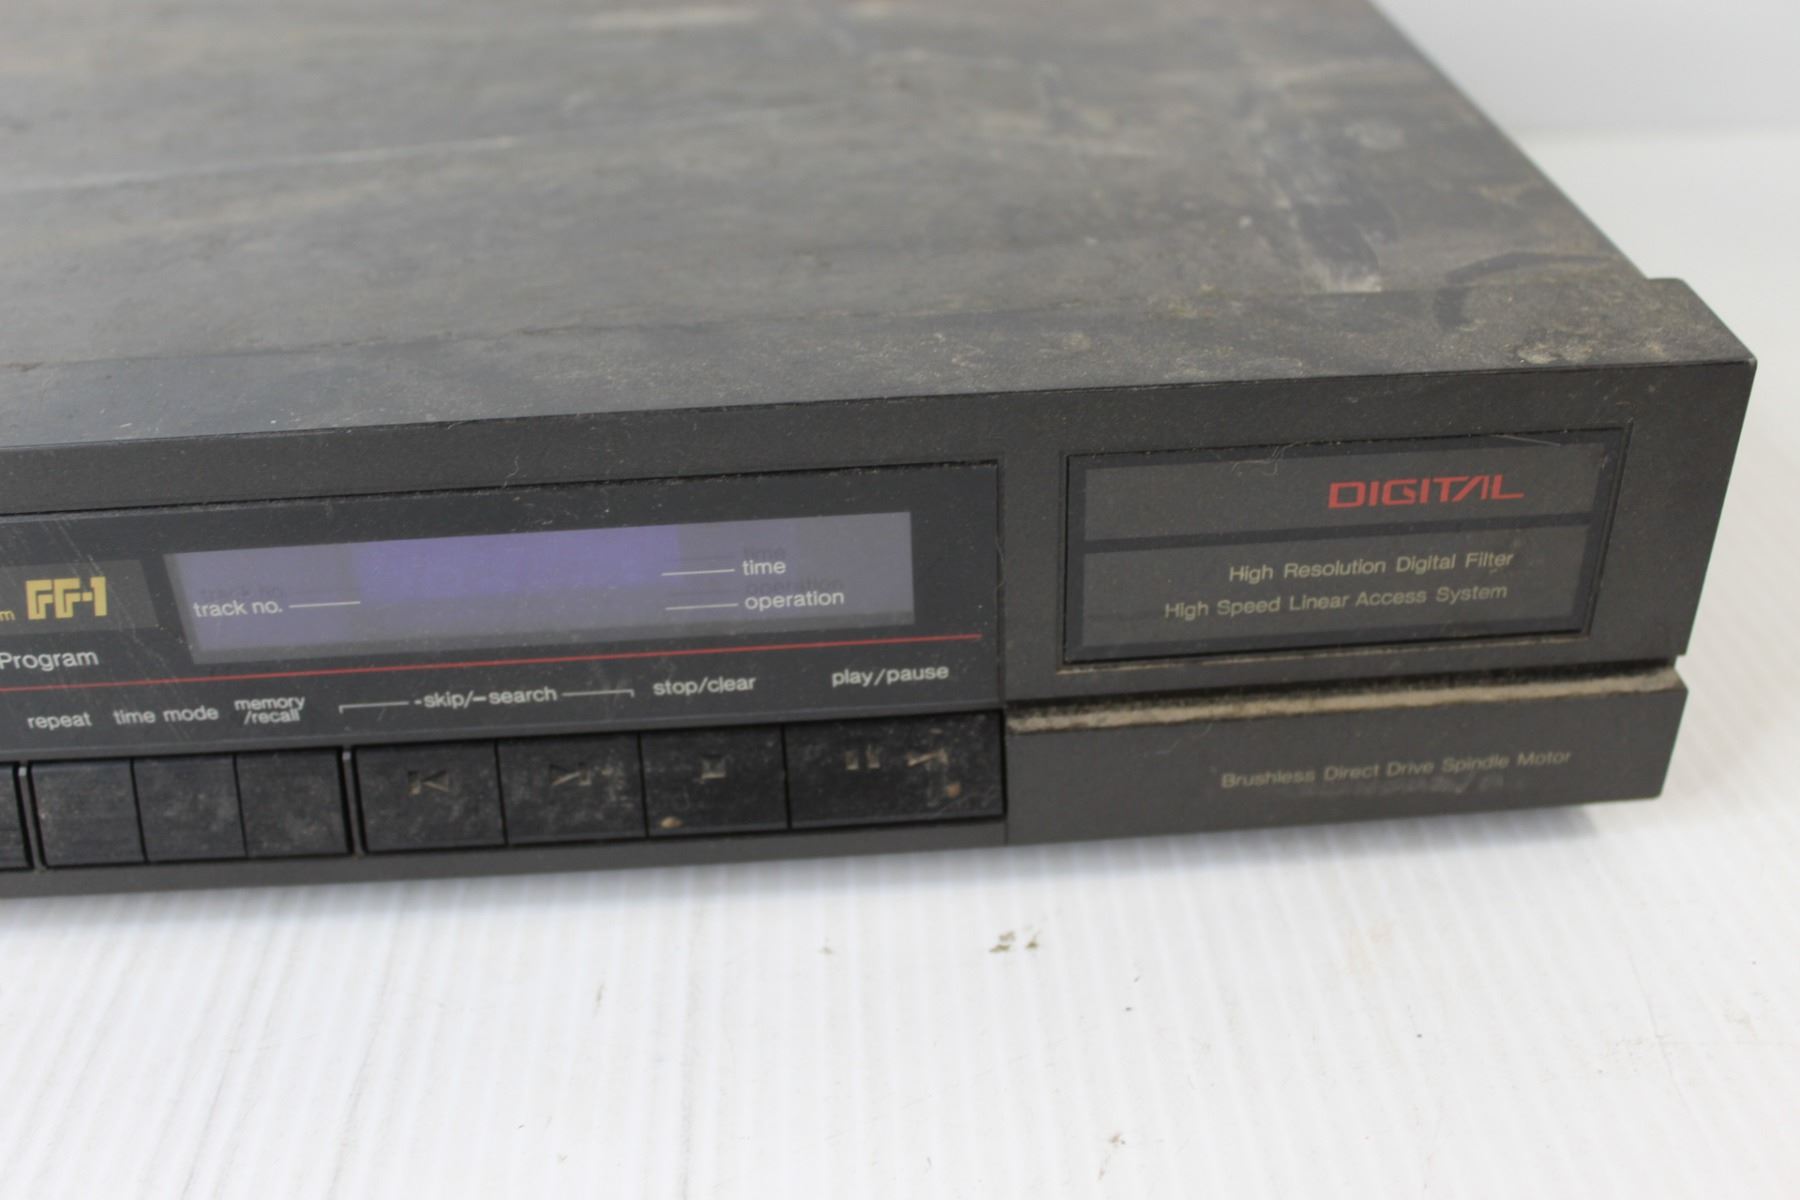 DIGITAL
High Resolution Digital Filter
High Speed Linear Access System
FF-1
track no.
time
operation
Program
repeat
time mode
memory
/recall
-skip/-search
stop/clear
play/pause
Brushless Direct Drive Spindle Motor